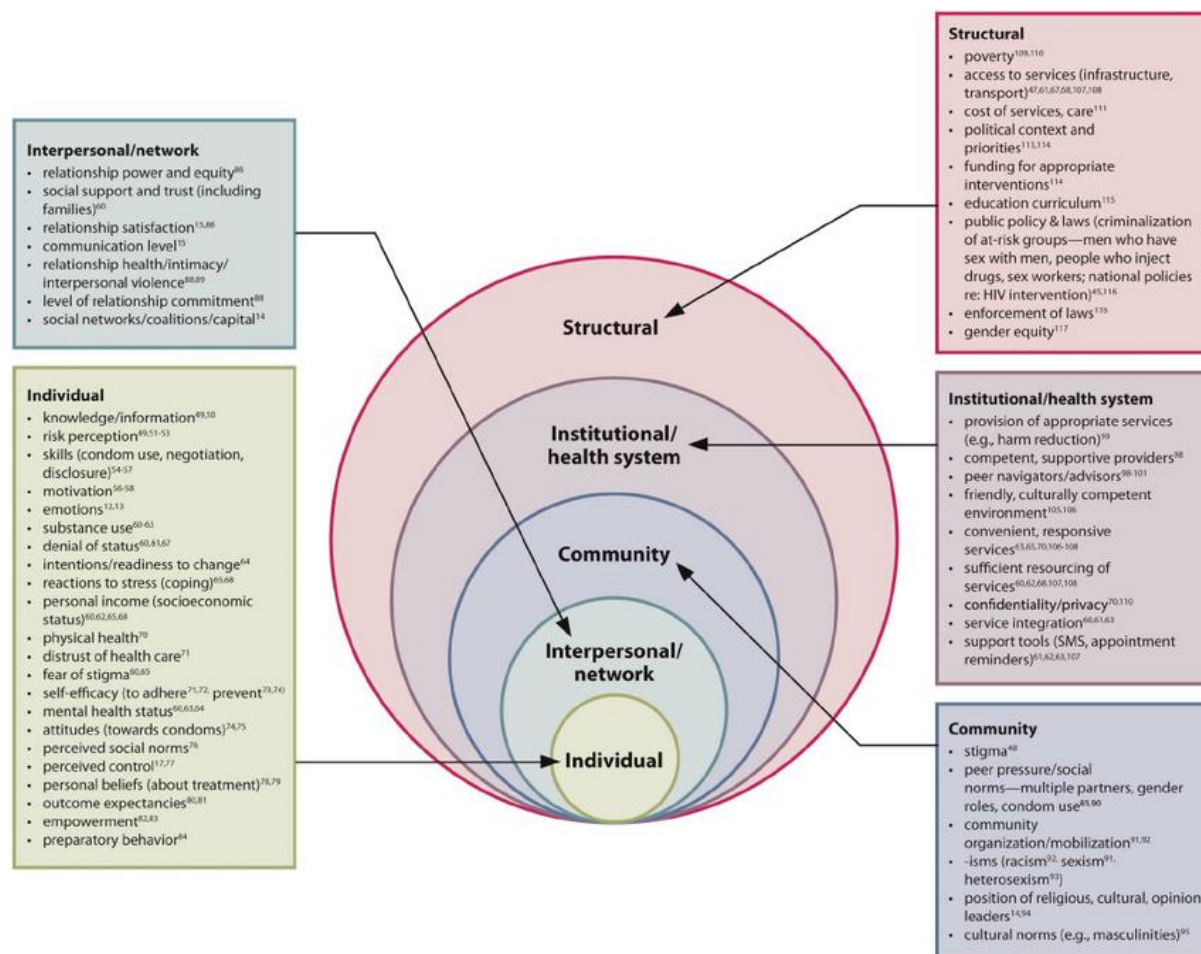 Interpersonal/network
• relationship power and equity86
• social support and trust (including
families)60
• relationship satisfaction15,88
• communication level15
• relationship health/intimacy/
interpersonal violence88,89
• level of relationship commitment88
• social networks/coalitions/capital14
Individual
• knowledge/information49,50
• risk perception49,51-53
• skills (condom use, negotiation,
disclosure)54-57
• motivation56-58
• emotions12,13
• substance use60-63
• denial of status60,61,67
• intentions/readiness to change64
• reactions to stress (coping)65,68
• personal income (socioeconomic
status)60,62,65,68
• physical health70
• distrust of health care71
• fear of stigma60,65
• self-efficacy (to adhere71,72, prevent73,74)
• mental health status60,63,64
• attitudes (towards condoms)74,75
• perceived social norms76
• perceived control17,77
• personal beliefs (about treatment)78,79
• outcome expectancies80,81
• empowerment82,83
• preparatory behavior84
Structural
Institutional/
health system
Community
Interpersonal/
network
Individual
Structural
• poverty109,110
• access to services (infrastructure,
transport)47,61,67,68,107,108
• cost of services, care111
• political context and
priorities113,114
• funding for appropriate
interventions114
• education curriculum115
• public policy & laws (criminalization
of at-risk groups—men who have
sex with men, people who inject
drugs, sex workers; national policies
re: HIV intervention)45,116
• enforcement of laws116
• gender equity117
Institutional/health system
• provision of appropriate services
(e.g., harm reduction)99
• competent, supportive providers98
• peer navigators/advisors98-101
• friendly, culturally competent
environment105,106
• convenient, responsive
services63,65,70,106-108
• sufficient resourcing of
services60,62,68,107,108
• confidentiality/privacy70,110
• service integration60,61,63
• support tools (SMS, appointment
reminders)61,62,63,107
Community
• stigma48
• peer pressure/social
norms—multiple partners, gender
roles, condom use85,90
• community
organization/mobilization91,92
• -isms (racism92, sexism91,
heterosexism93)
• position of religious, cultural, opinion
leaders14,94
• cultural norms (e.g., masculinities)95